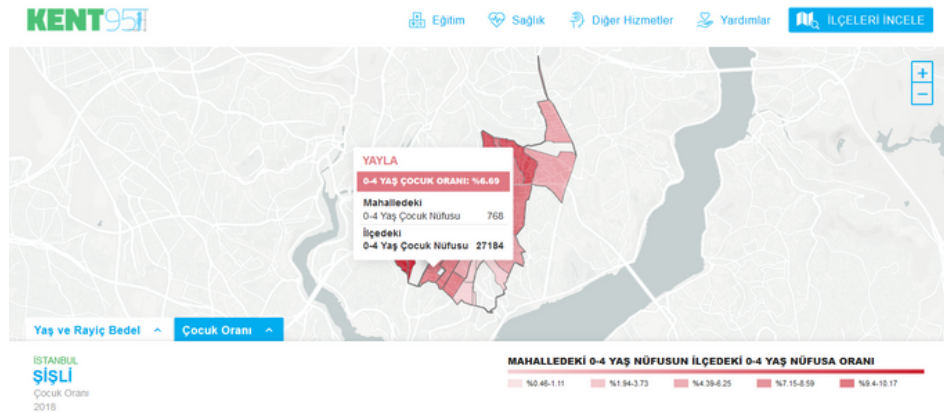 KENT95
Eğitim
Sağlık
Diğer Hizmetler
Yardımlar
İLÇELERİ İNCELE
+
−
YAYLA
0-4 YAŞ ÇOCUK ORANI: %6.69
Mahalledeki
0-4 Yaş Çocuk Nüfusu 768
İlçedeki
0-4 Yaş Çocuk Nüfusu 27184
Yaş ve Rayiç Bedel
Çocuk Oranı
İSTANBUL
ŞİŞLİ
Çocuk Oranı
2018
MAHALLEDEKİ 0-4 YAŞ NÜFUSUN İLÇEDEKİ 0-4 YAŞ NÜFUSA ORANI
%0.46-1.11 %1.94-3.73 %4.39-6.25 %7.15-8.59 %9.4-10.17